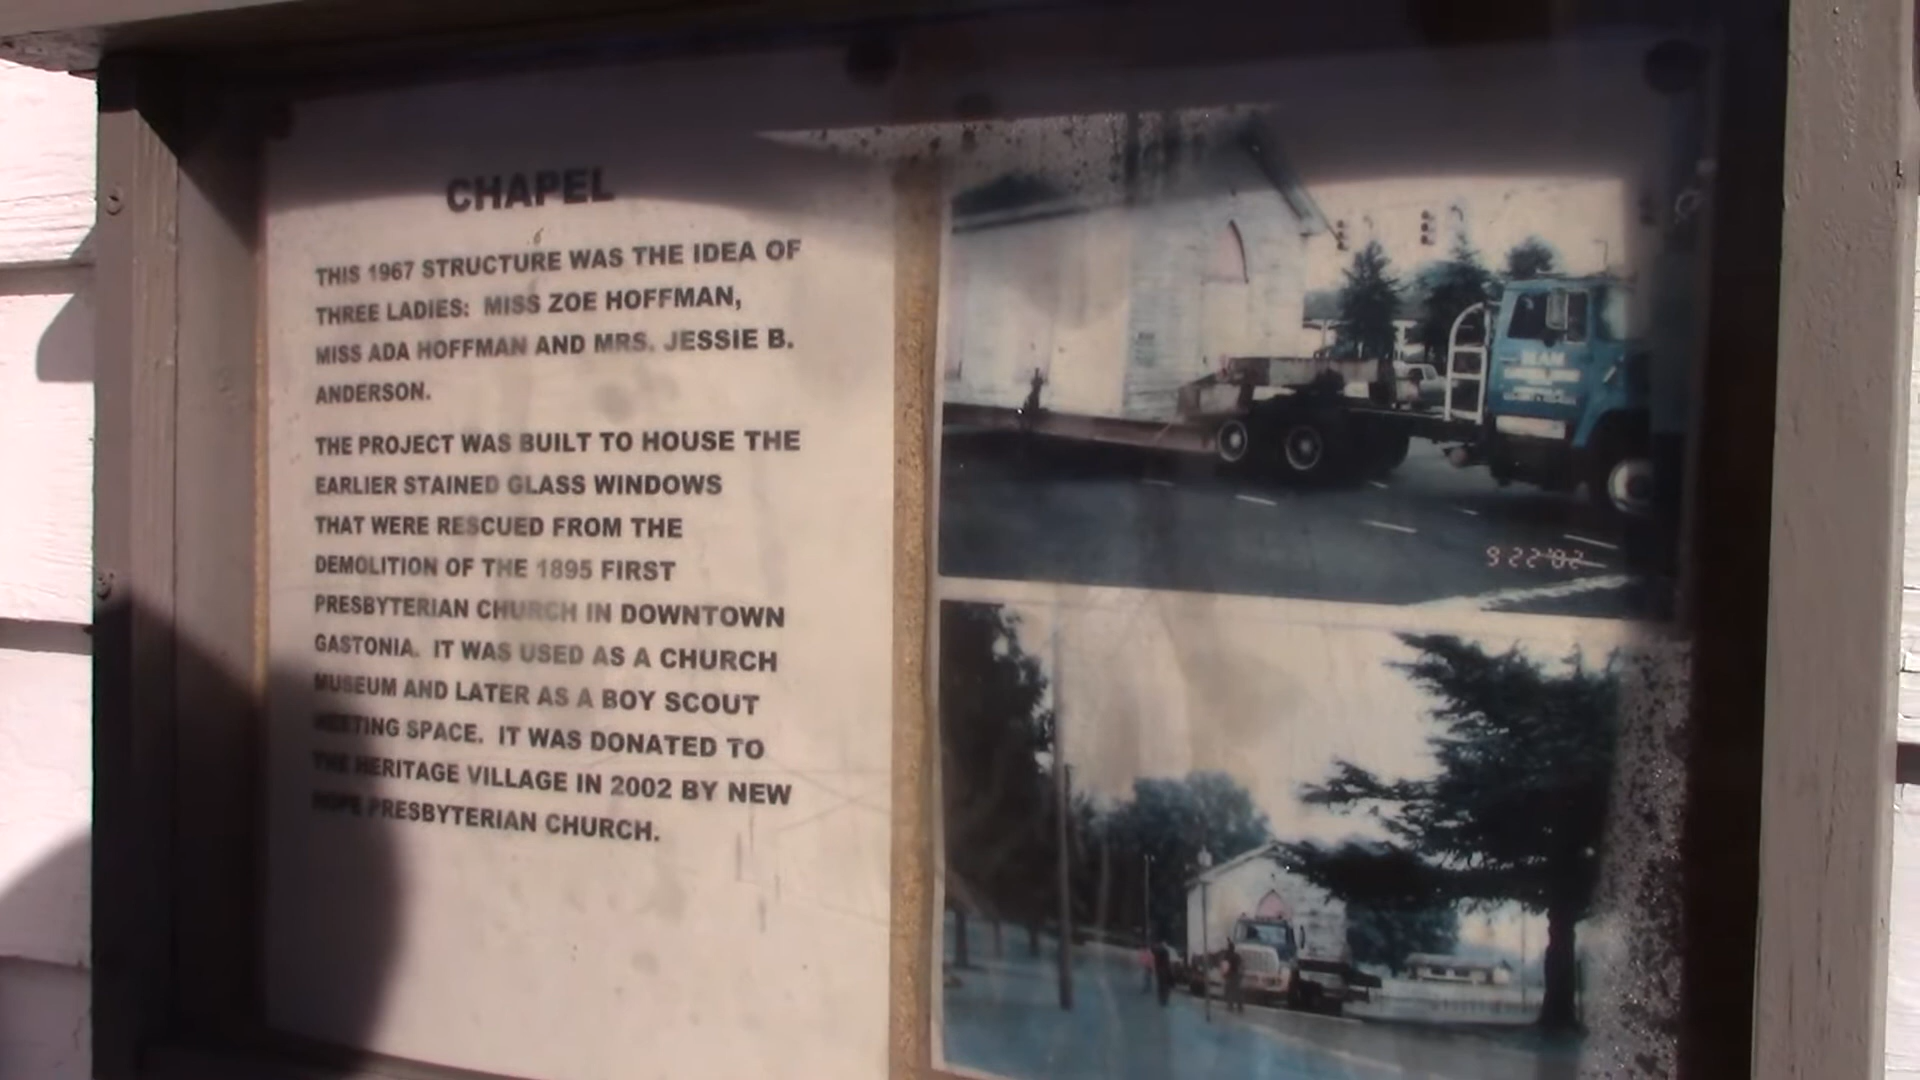 CHAPEL
THIS 1967 STRUCTURE WAS THE IDEA OF
THREE LADIES: MISS ZOE HOFFMAN,
MISS ADA HOFFMAN AND MRS. JESSIE B.
ANDERSON.
THE PROJECT WAS BUILT TO HOUSE THE
EARLIER STAINED GLASS WINDOWS
THAT WERE RESCUED FROM THE
DEMOLITION OF THE 1895 FIRST
PRESBYTERIAN CHURCH IN DOWNTOWN
GASTONIA. IT WAS USED AS A CHURCH
MUSEUM AND LATER AS A BOY SCOUT
MEETING SPACE. IT WAS DONATED TO
THE HERITAGE VILLAGE IN 2002 BY NEW
HOPE PRESBYTERIAN CHURCH.
9 22 '02